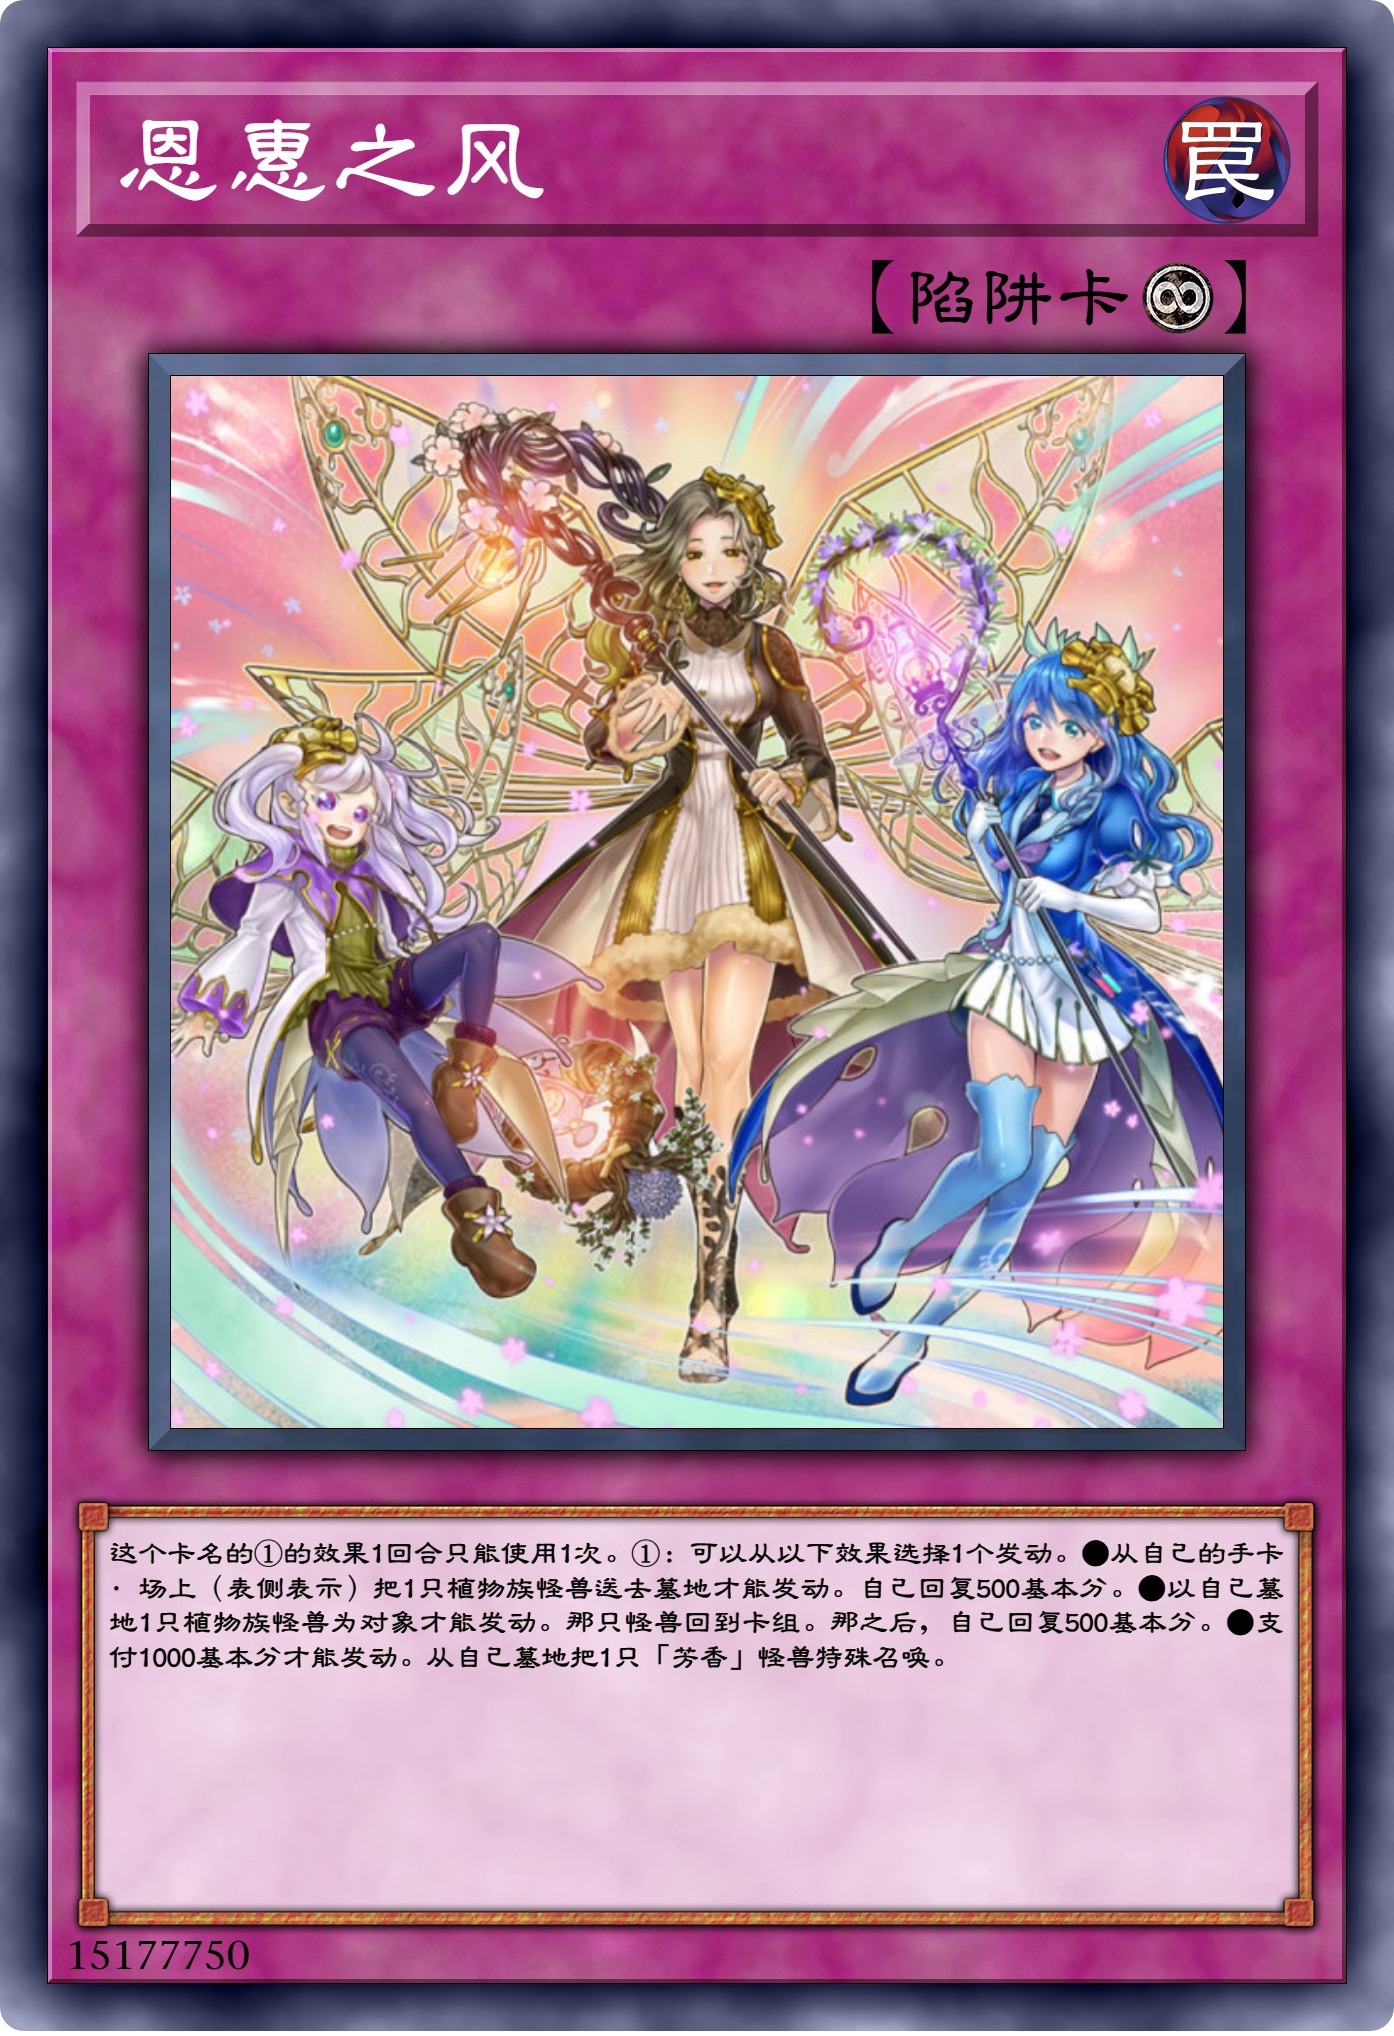 恩惠之风
罠
【陷阱卡】
这个卡名的①的效果1回合只能使用1次。①：可以从以下效果选择1个发动。●从自己的手卡
・场上（表侧表示）把1只植物族怪兽送去墓地才能发动。自己回复500基本分。●以自己墓
地1只植物族怪兽为对象才能发动。那只怪兽回到卡组。那之后，自己回复500基本分。●支
付1000基本分才能发动。从自己墓地把1只「芳香」怪兽特殊召唤。
15177750